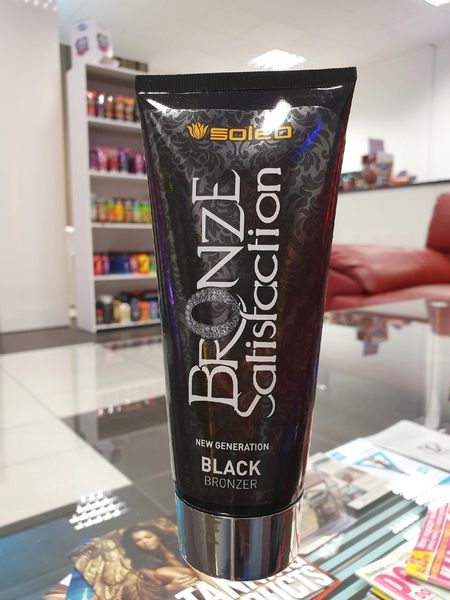 soleo
BRONZE
Satisfaction
NEW GENERATION
BLACK
BRONZER